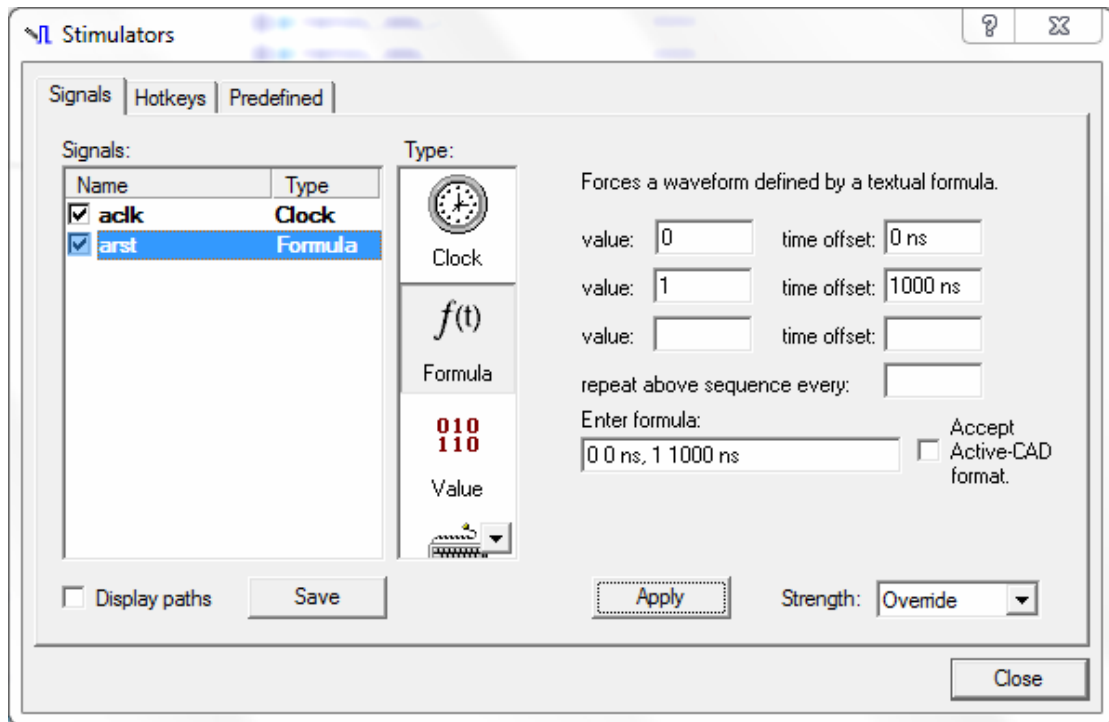 Stimulators
Signals Hotkeys Predefined
Signals:
Name Type
aclk Clock
arst Formula
Type:
Clock
f(t)
Formula
010
110
Value
Forces a waveform defined by a textual formula.
value: 0 time offset: 0 ns
value: 1 time offset: 1000 ns
value: time offset:
repeat above sequence every:
Enter formula:
0 0 ns, 1 1000 ns
Accept
Active-CAD
format.
Display paths Save Apply Strength: Override
Close